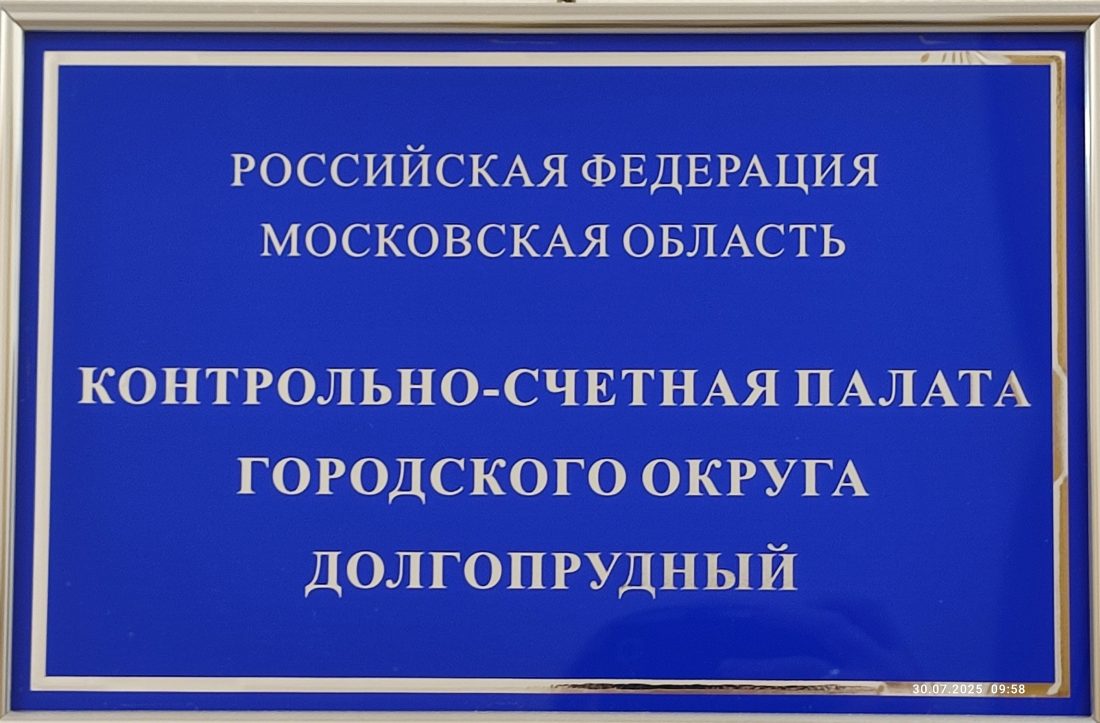 РОССИЙСКАЯ ФЕДЕРАЦИЯ
МОСКОВСКАЯ ОБЛАСТЬ
КОНТРОЛЬНО-СЧЕТНАЯ ПАЛАТА
ГОРОДСКОГО ОКРУГА
ДОЛГОПРУДНЫЙ
30.07.2025 09:58